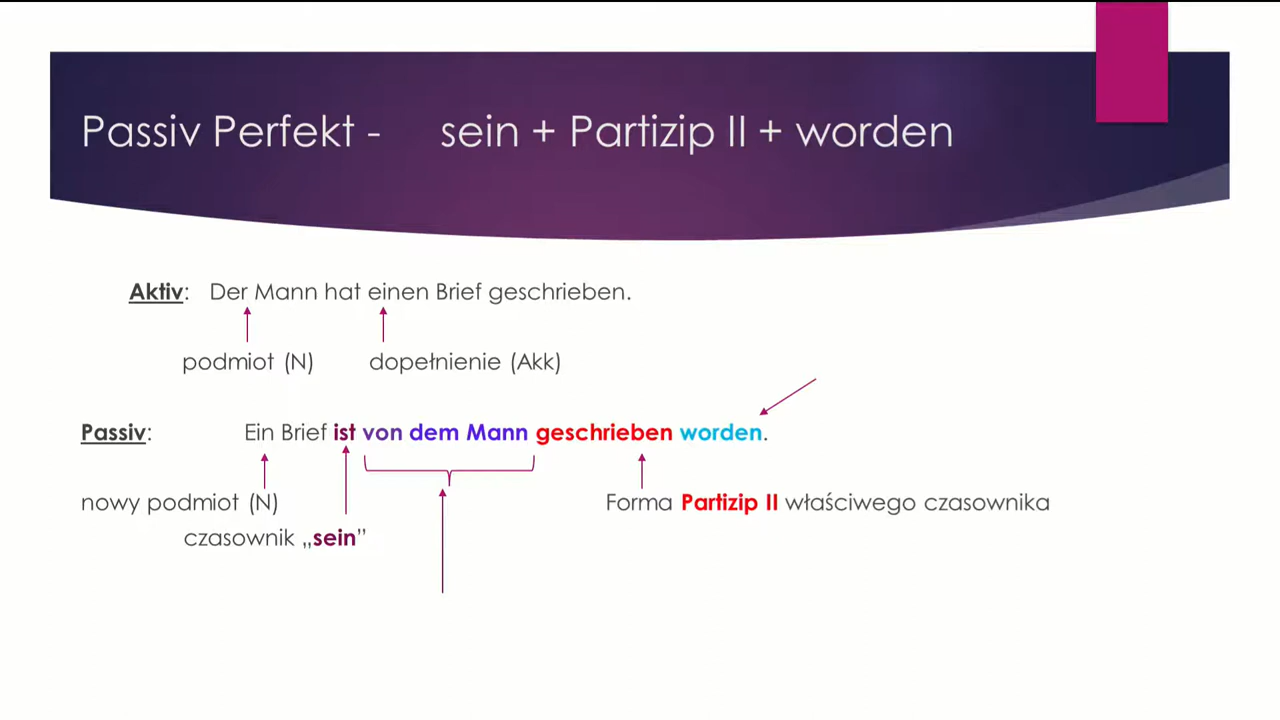 Passiv Perfekt - sein + Partizip II + worden
Aktiv: Der Mann hat einen Brief geschrieben.
podmiot (N) dopełnienie (Akk)
Passiv: Ein Brief ist von dem Mann geschrieben worden.
nowy podmiot (N) Forma Partizip II właściwego czasownika
czasownik „sein”